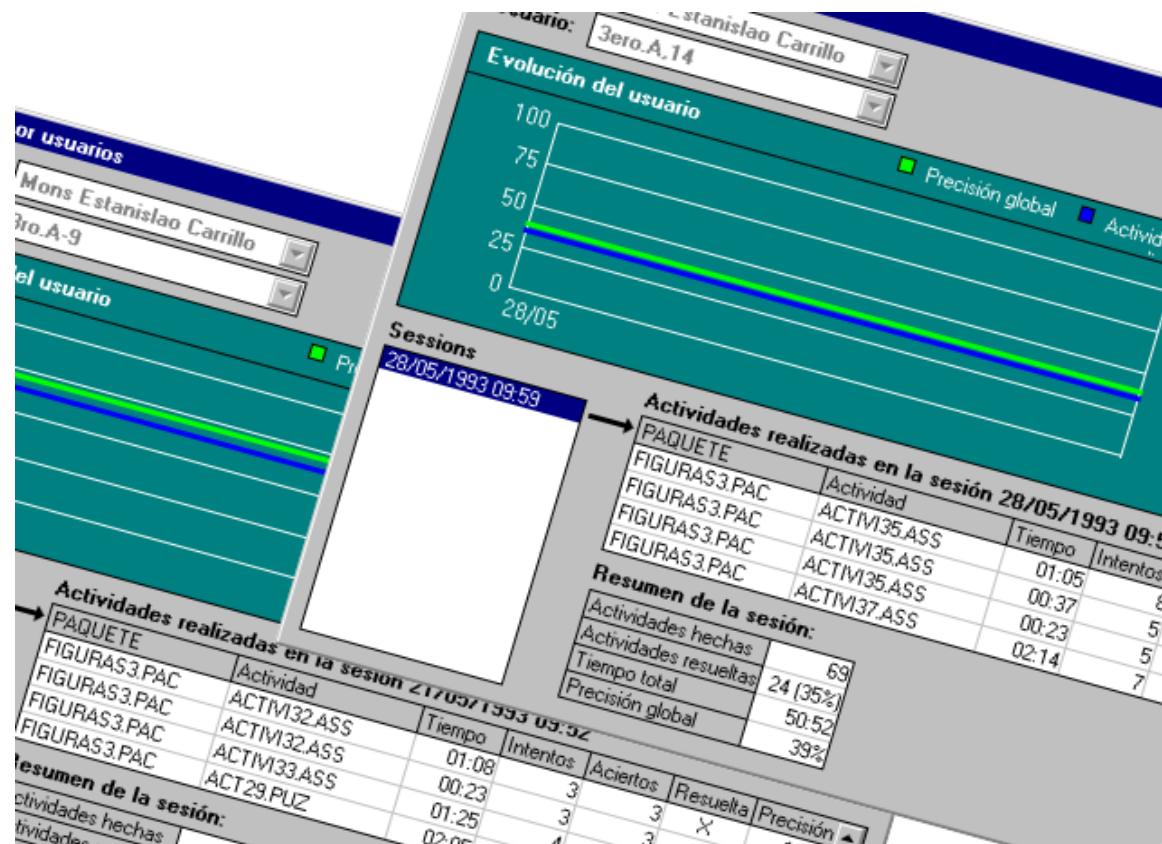 Estanislao Carrillo
Usuario:
3ero.A,14
Evolución del usuario
Precisión global
100
75
50
25
0
28/05
Sessions
28/05/1993 09:59
Actividades realizadas en la sesión 28/05/1993
PAQUETE Actividad Tiempo Intentos
FIGURAS3.PAC ACTIVI35.ASS 01:05
FIGURAS3.PAC ACTIVI35.ASS 00:37 5
FIGURAS3.PAC ACTIVI35.ASS 00:23 5
FIGURAS3.PAC ACTIVI37.ASS 02:14 7
Resumen de la sesión:
Actividades hechas 69
Actividades resueltas 24 (35%)
Tiempo total 50:52
Precisión global 39%
or usuarios
Mons Estanislao Carrillo
3ro.A-9
el usuario
Actividades realizadas en la sesión 21/05/1993 09:52
PAQUETE Actividad Tiempo Intentos Aciertos Resuelta Precisión
FIGURAS3.PAC ACTIVI32.ASS 01:08 3 3 X
FIGURAS3.PAC ACTIVI32.ASS 00:23 3 3
FIGURAS3.PAC ACTIVI33.ASS 01:25 4
FIGURAS3.PAC ACT29.PUZ 02:05
Resumen de la sesión:
Actividades hechas